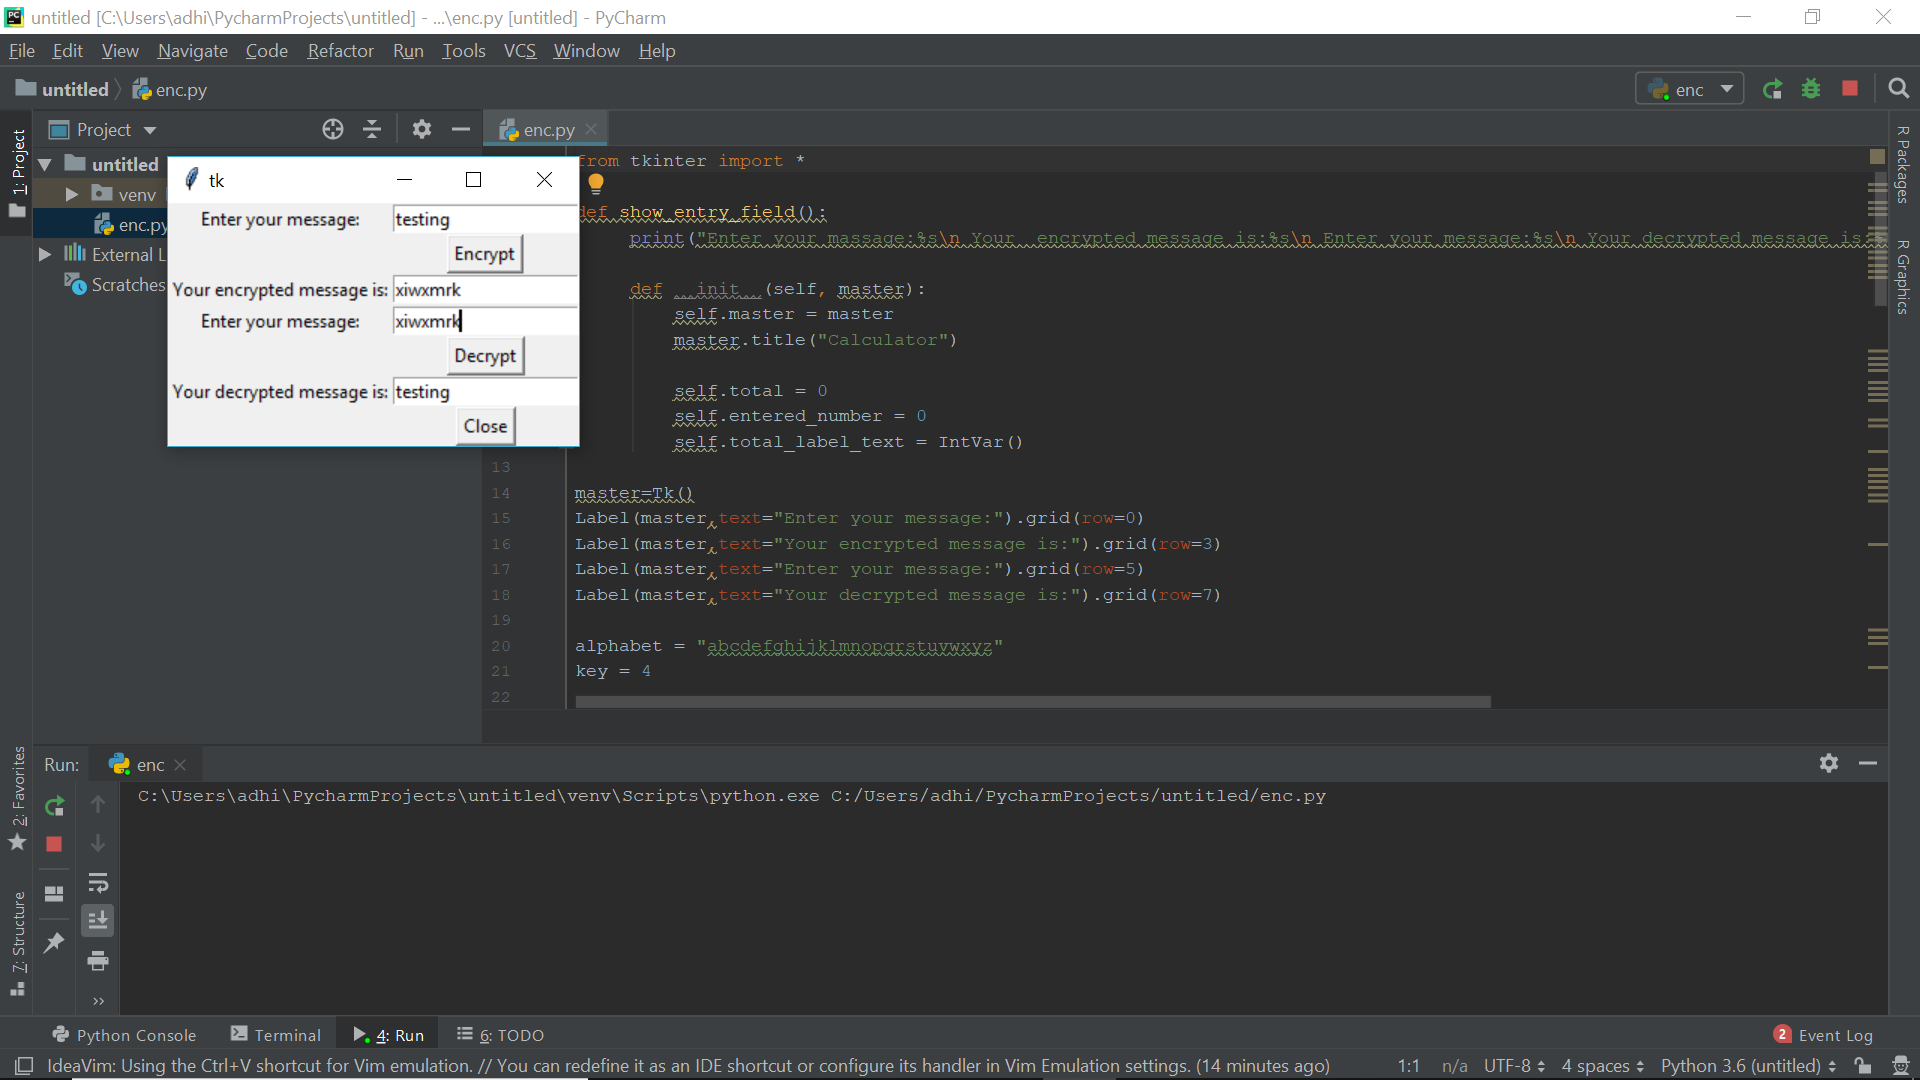 untitled [C:\Users\adhi\PycharmProjects\untitled] - ...\enc.py [untitled] - PyCharm
File Edit View Navigate Code Refactor Run Tools VCS Window Help
untitled enc.py enc
Project enc.py
1: Project
untitled
venv
enc.py
External L
Scratches
tk
Enter your message: testing
Encrypt
Your encrypted message is: xiwxmrk
Enter your message: xiwxmrk
Decrypt
Your decrypted message is: testing
Close
from tkinter import *
def show_entry_field():
print("Enter your massage:%s\n Your  encrypted message is:%s\n Enter your message:%s\n Your decrypted message is:%
def __init__(self, master):
self.master = master
master.title("Calculator")
self.total = 0
self.entered_number = 0
self.total_label_text = IntVar()
13
14 master=Tk()
15 Label(master,text="Enter your message:").grid(row=0)
16 Label(master,text="Your encrypted message is:").grid(row=3)
17 Label(master,text="Enter your message:").grid(row=5)
18 Label(master,text="Your decrypted message is:").grid(row=7)
19
20 alphabet = "abcdefghijklmnopqrstuvwxyz"
21 key = 4
22
R Packages
R Graphics
2: Favorites
7: Structure
Run: enc
C:\Users\adhi\PycharmProjects\untitled\venv\Scripts\python.exe C:/Users/adhi/PycharmProjects/untitled/enc.py
Python Console Terminal 4: Run 6: TODO 2 Event Log
IdeaVim: Using the Ctrl+V shortcut for Vim emulation. // You can redefine it as an IDE shortcut or configure its handler in Vim Emulation settings. (14 minutes ago) 1:1 n/a UTF-8 4 spaces Python 3.6 (untitled)